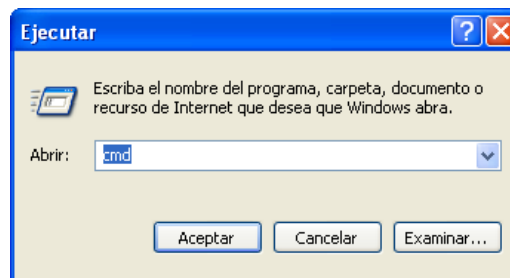 Ejecutar
Escriba el nombre del programa, carpeta, documento o
recurso de Internet que desea que Windows abra.
Abrir: cmd
Aceptar Cancelar Examinar...